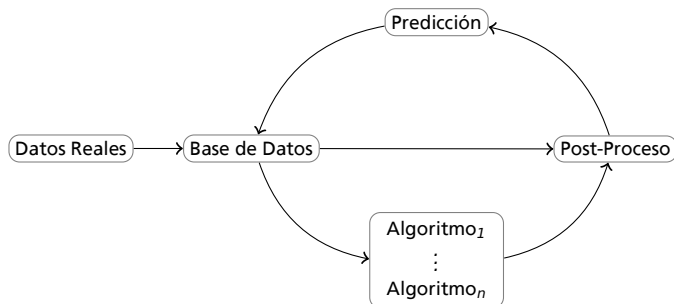 Predicción
Datos Reales
Base de Datos
Post-Proceso
Algoritmo1
⋮
Algoritmon